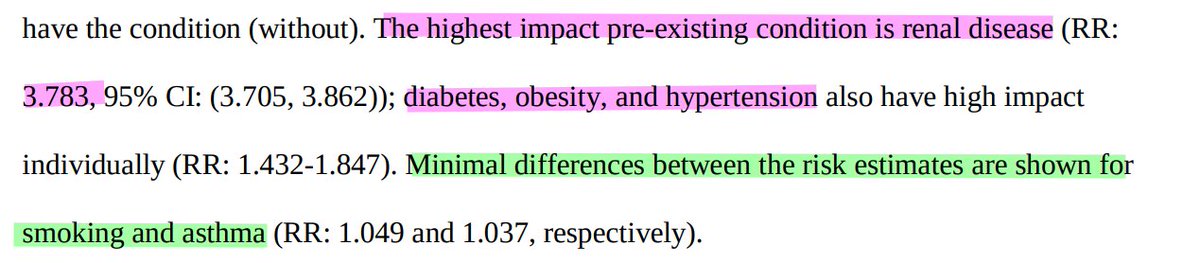 have the condition (without). The highest impact pre-existing condition is renal disease (RR:
3.783, 95% CI: (3.705, 3.862)); diabetes, obesity, and hypertension also have high impact
individually (RR: 1.432-1.847). Minimal differences between the risk estimates are shown for
smoking and asthma (RR: 1.049 and 1.037, respectively).